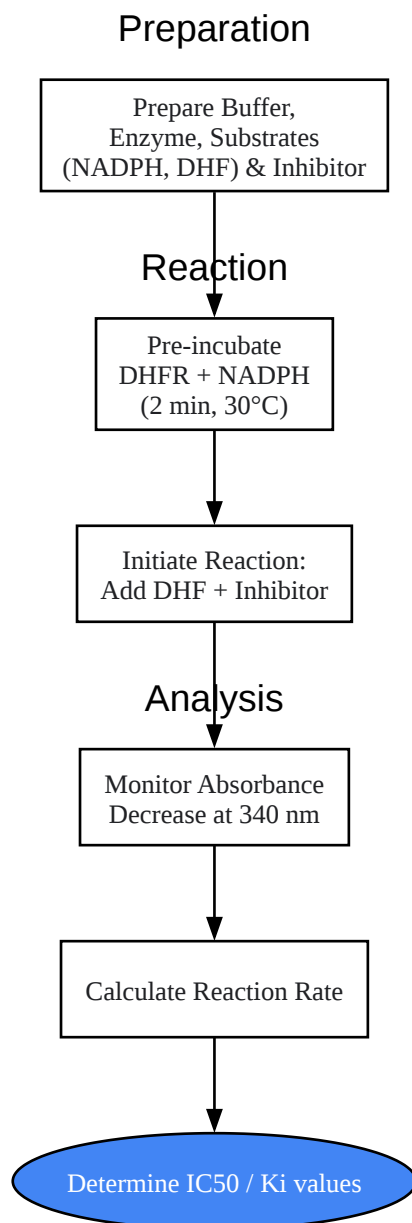 Preparation
Prepare Buffer,
Enzyme, Substrates
(NADPH, DHF) & Inhibitor
Reaction
Pre-incubate
DHFR + NADPH
(2 min, 30°C)
Initiate Reaction:
Add DHF + Inhibitor
Analysis
Monitor Absorbance
Decrease at 340 nm
Calculate Reaction Rate
Determine IC50 / Ki values